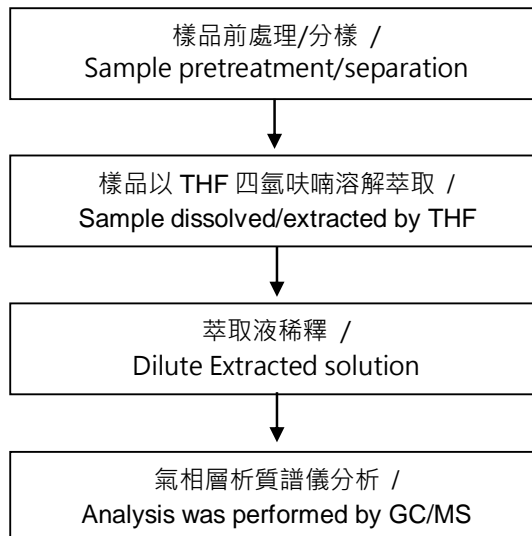 樣品前處理/分樣 /
Sample pretreatment/separation
樣品以 THF 四氫呋喃溶解萃取 /
Sample dissolved/extracted by THF
萃取液稀釋 /
Dilute Extracted solution
氣相層析質譜儀分析 /
Analysis was performed by GC/MS